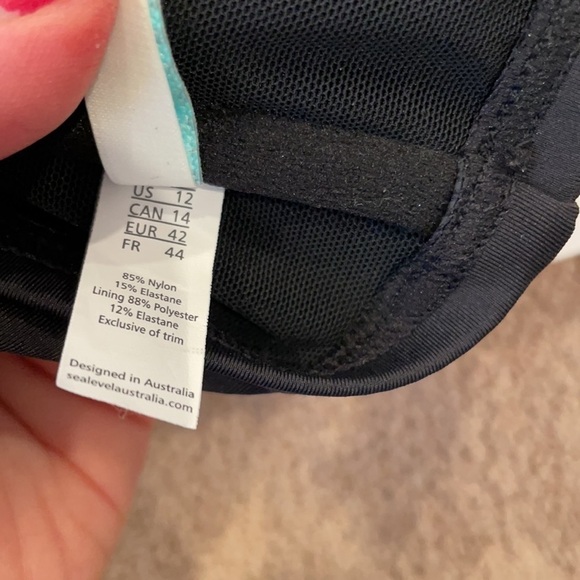 US 12
CAN 14
EUR 42
FR 44
85% Nylon
15% Elastane
Lining 88% Polyester
12% Elastane
Exclusive of trim
Designed in Australia
sealevelaustralia.com